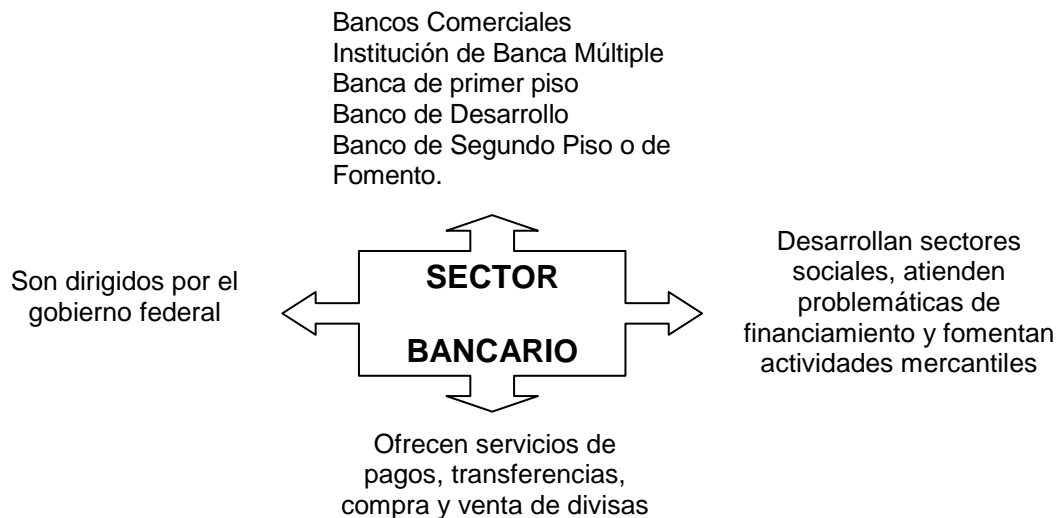 Bancos Comerciales
Institución de Banca Múltiple
Banca de primer piso
Banco de Desarrollo
Banco de Segundo Piso o de
Fomento.
Son dirigidos por el
gobierno federal
SECTOR
BANCARIO
Desarrollan sectores
sociales, atienden
problemáticas de
financiamiento y fomentan
actividades mercantiles
Ofrecen servicios de
pagos, transferencias,
compra y venta de divisas